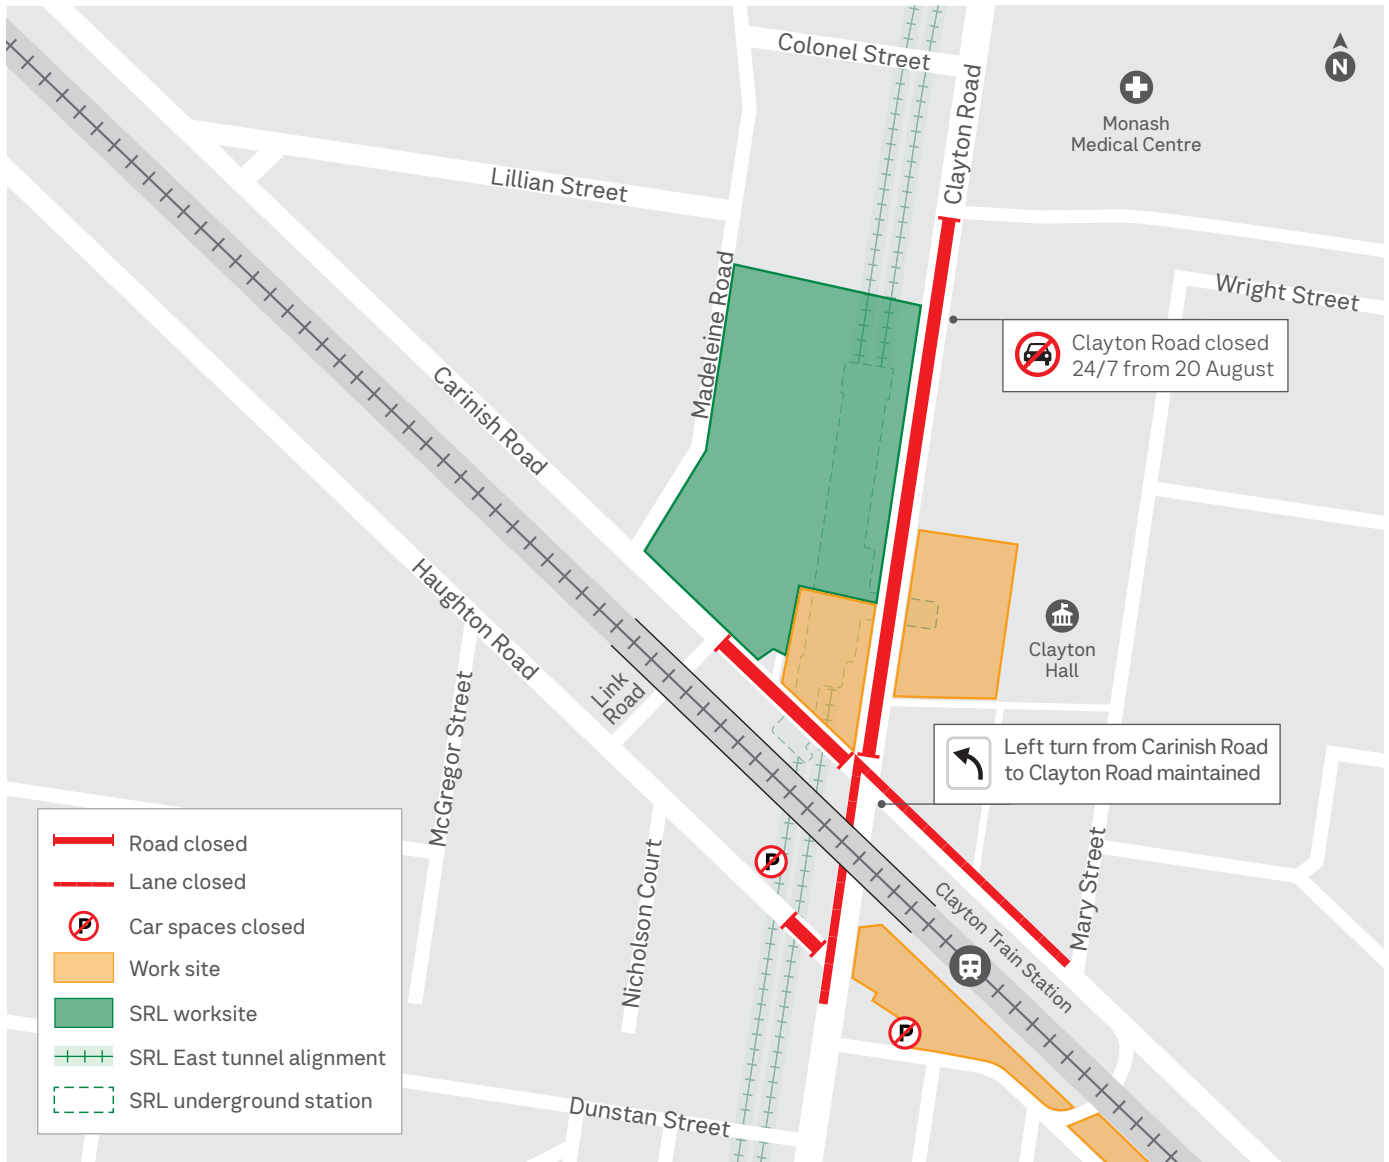 Colonel Street
Clayton Road
N
Monash
Medical Centre
Lillian Street
Madeleine Road
Wright Street
Clayton Road closed
24/7 from 20 August
Carinish Road
Haughton Road
Link
Road
Clayton
Hall
McGregor Street
Left turn from Carinish Road
to Clayton Road maintained
P
Nicholson Court
Mary Street
Clayton Train Station
P
Dunstan Street
Road closed
Lane closed
P
Car spaces closed
Work site
SRL worksite
SRL East tunnel alignment
SRL underground station